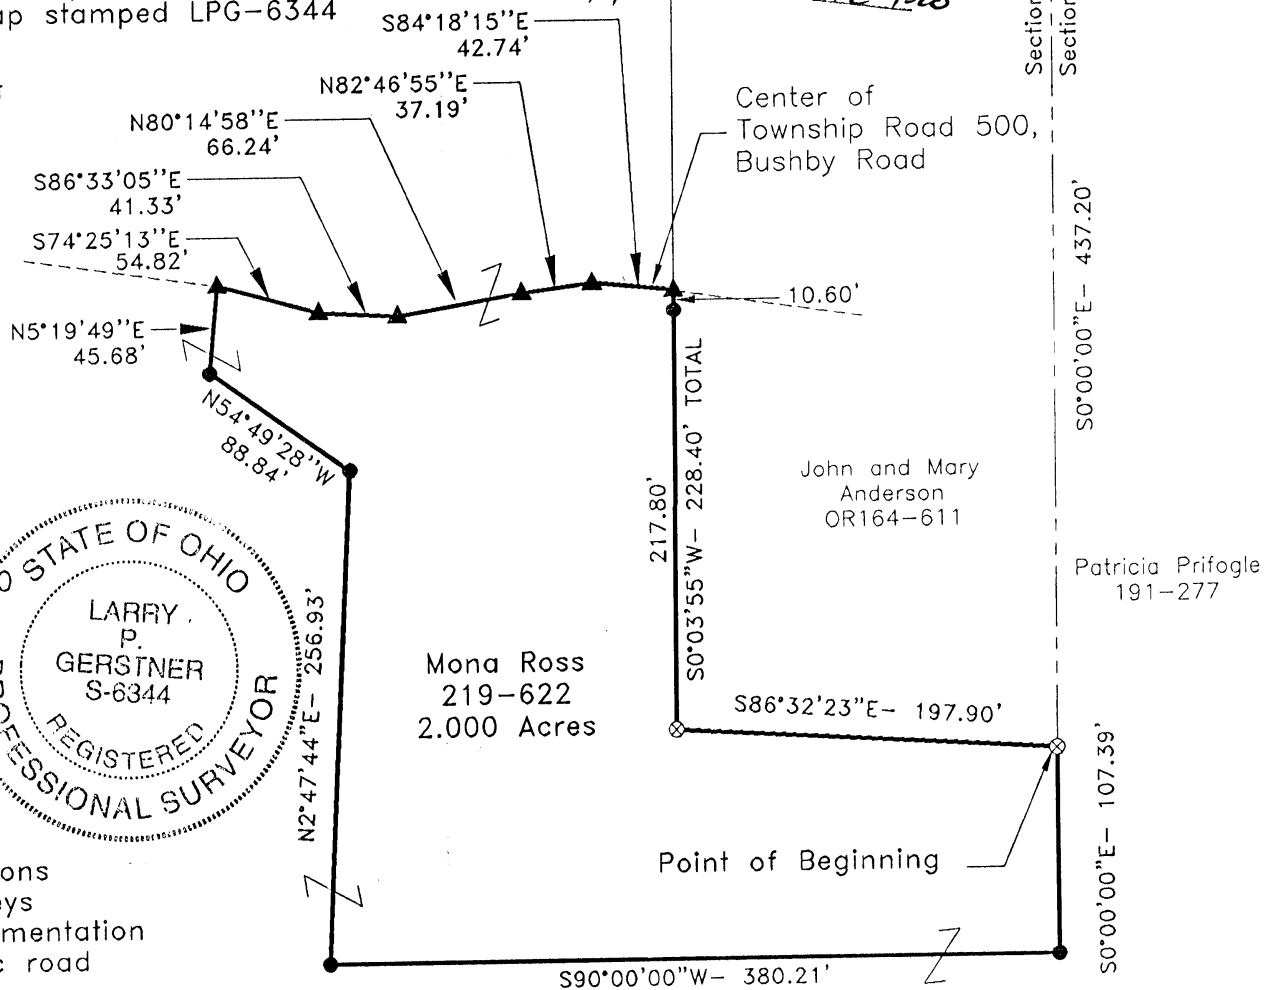 ap stamped LPG-6344
S84°18'15''E
42.74'
N82°46'55''E
37.19'
N80°14'58''E
66.24'
S86°33'05''E
41.33'
S74°25'13''E
54.82'
N5°19'49''E
45.68'
N54°49'28''W
88.84'
Center of
Township Road 500,
Bushby Road
Section
Section
10.60'
S0°00'00"E- 437.20'
217.80'
S0°03'55"W- 228.40' TOTAL
John and Mary
Anderson
OR164-611
Patricia Prifogle
191-277
STATE OF OHIO
LARRY
P.
GERSTNER
S-6344
REGISTERED
PROFESSIONAL SURVEYOR
N2°47'44"E- 256.93'
Mona Ross
219-622
2.000 Acres
S86°32'23"E- 197.90'
Point of Beginning
S0°00'00"E- 107.39'
S90°00'00"W- 380.21'
ons
eys
mentation
c road